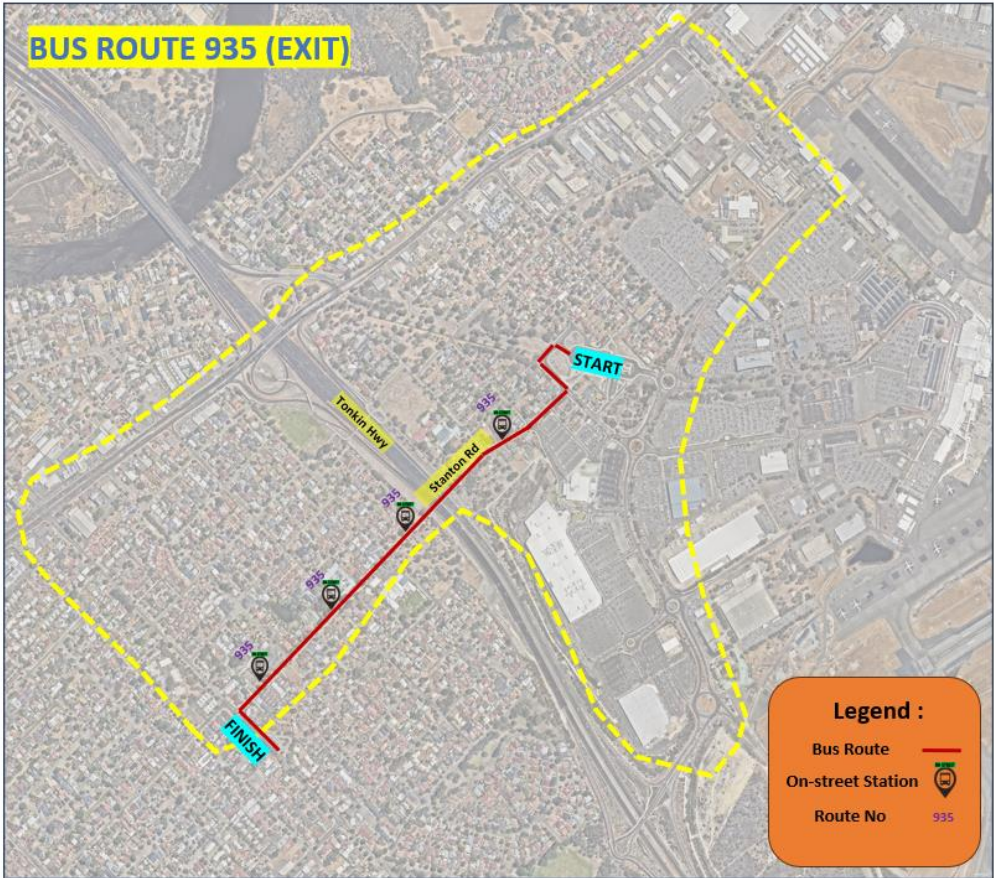 BUS ROUTE 935 (EXIT)
START
935
Tonkin Hwy
Stanton Rd
935
935
935
FINISH
Legend :
Bus Route
On-street Station
Route No 935